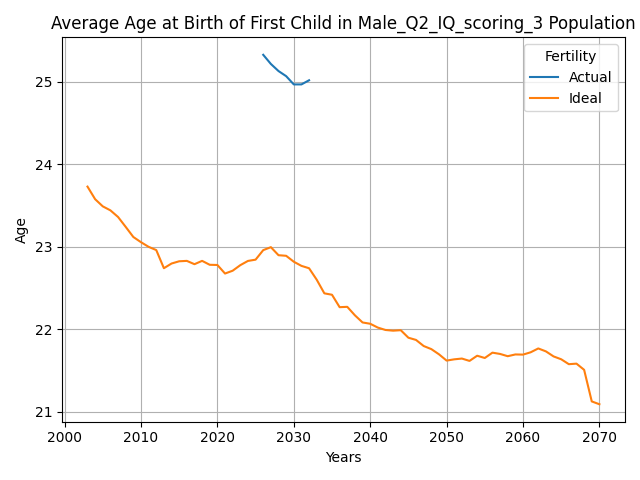 Average Age at Birth of First Child in Male_Q2_IQ_scoring_3 Population
Fertility
Actual
Ideal
Age
25
24
23
22
21
2000 2010 2020 2030 2040 2050 2060 2070
Years